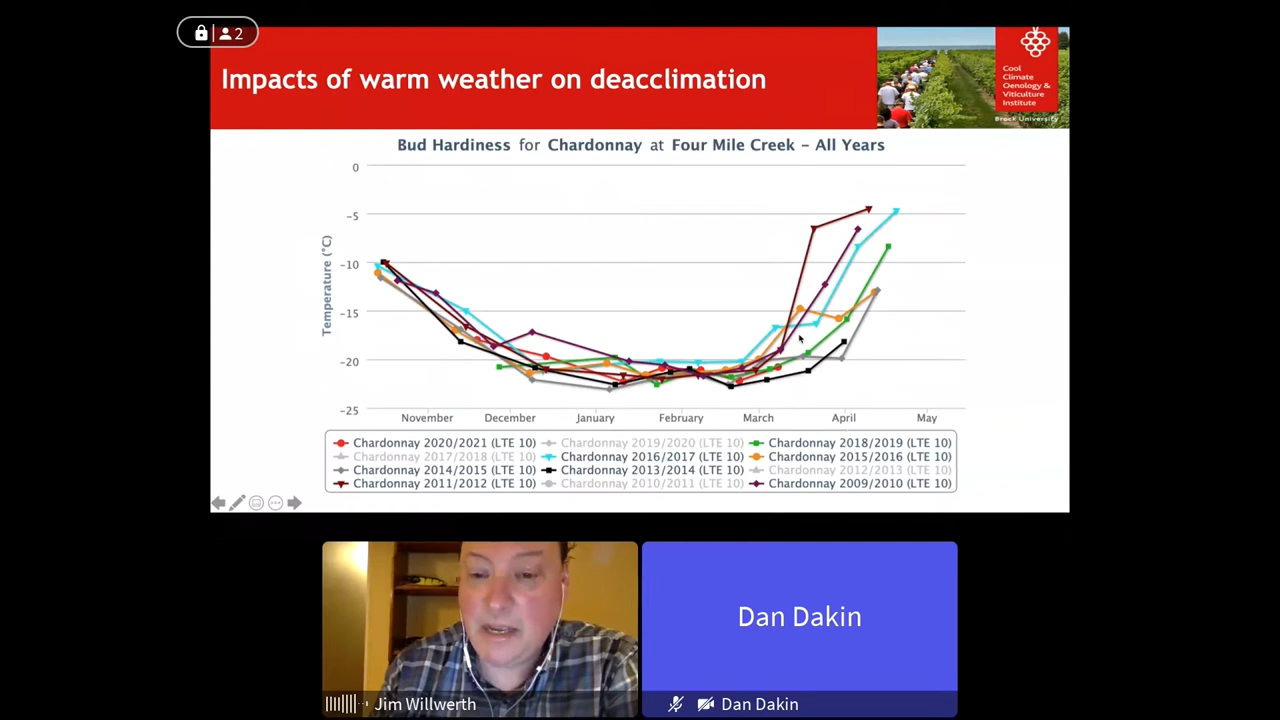 2
Impacts of warm weather on deacclimation
Cool
Climate
Oenology &
Viticulture
Institute
Brock University
Bud Hardiness for Chardonnay at Four Mile Creek – All Years
Temperature (°C)
0
-5
-10
-15
-20
-25
November December January February March April May
Chardonnay 2020/2021 (LTE 10) Chardonnay 2019/2020 (LTE 10) Chardonnay 2018/2019 (LTE 10)
Chardonnay 2017/2018 (LTE 10) Chardonnay 2016/2017 (LTE 10) Chardonnay 2015/2016 (LTE 10)
Chardonnay 2014/2015 (LTE 10) Chardonnay 2013/2014 (LTE 10) Chardonnay 2012/2013 (LTE 10)
Chardonnay 2011/2012 (LTE 10) Chardonnay 2010/2011 (LTE 10) Chardonnay 2009/2010 (LTE 10)
Dan Dakin
Jim Willwerth
Dan Dakin